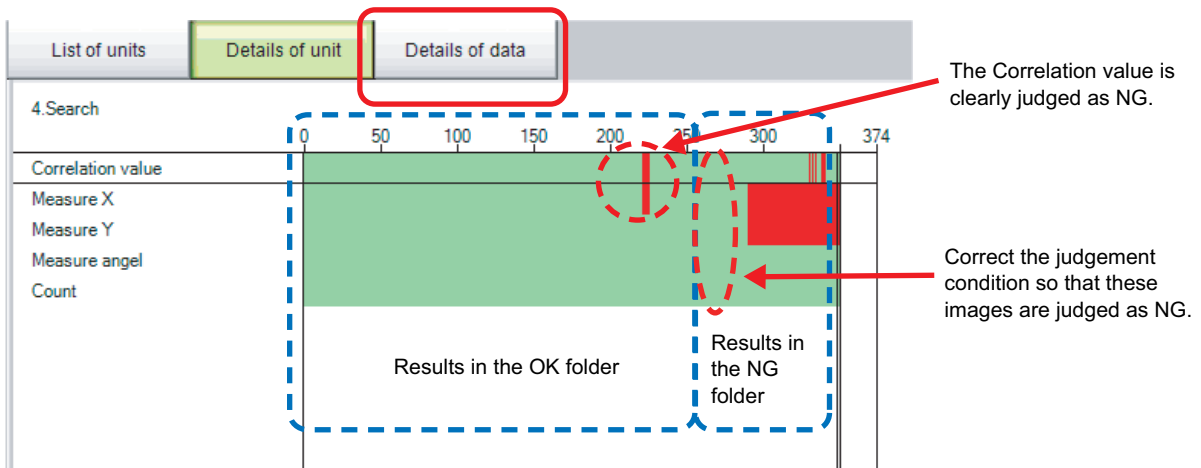 List of units
Details of unit
Details of data
The Correlation value is
clearly judged as NG.
4.Search
0 50 100 150 200 250 300 374
Correlation value
Measure X
Measure Y
Measure angel
Count
Correct the judgement
condition so that these
images are judged as NG.
Results in the OK folder
Results in
the NG
folder